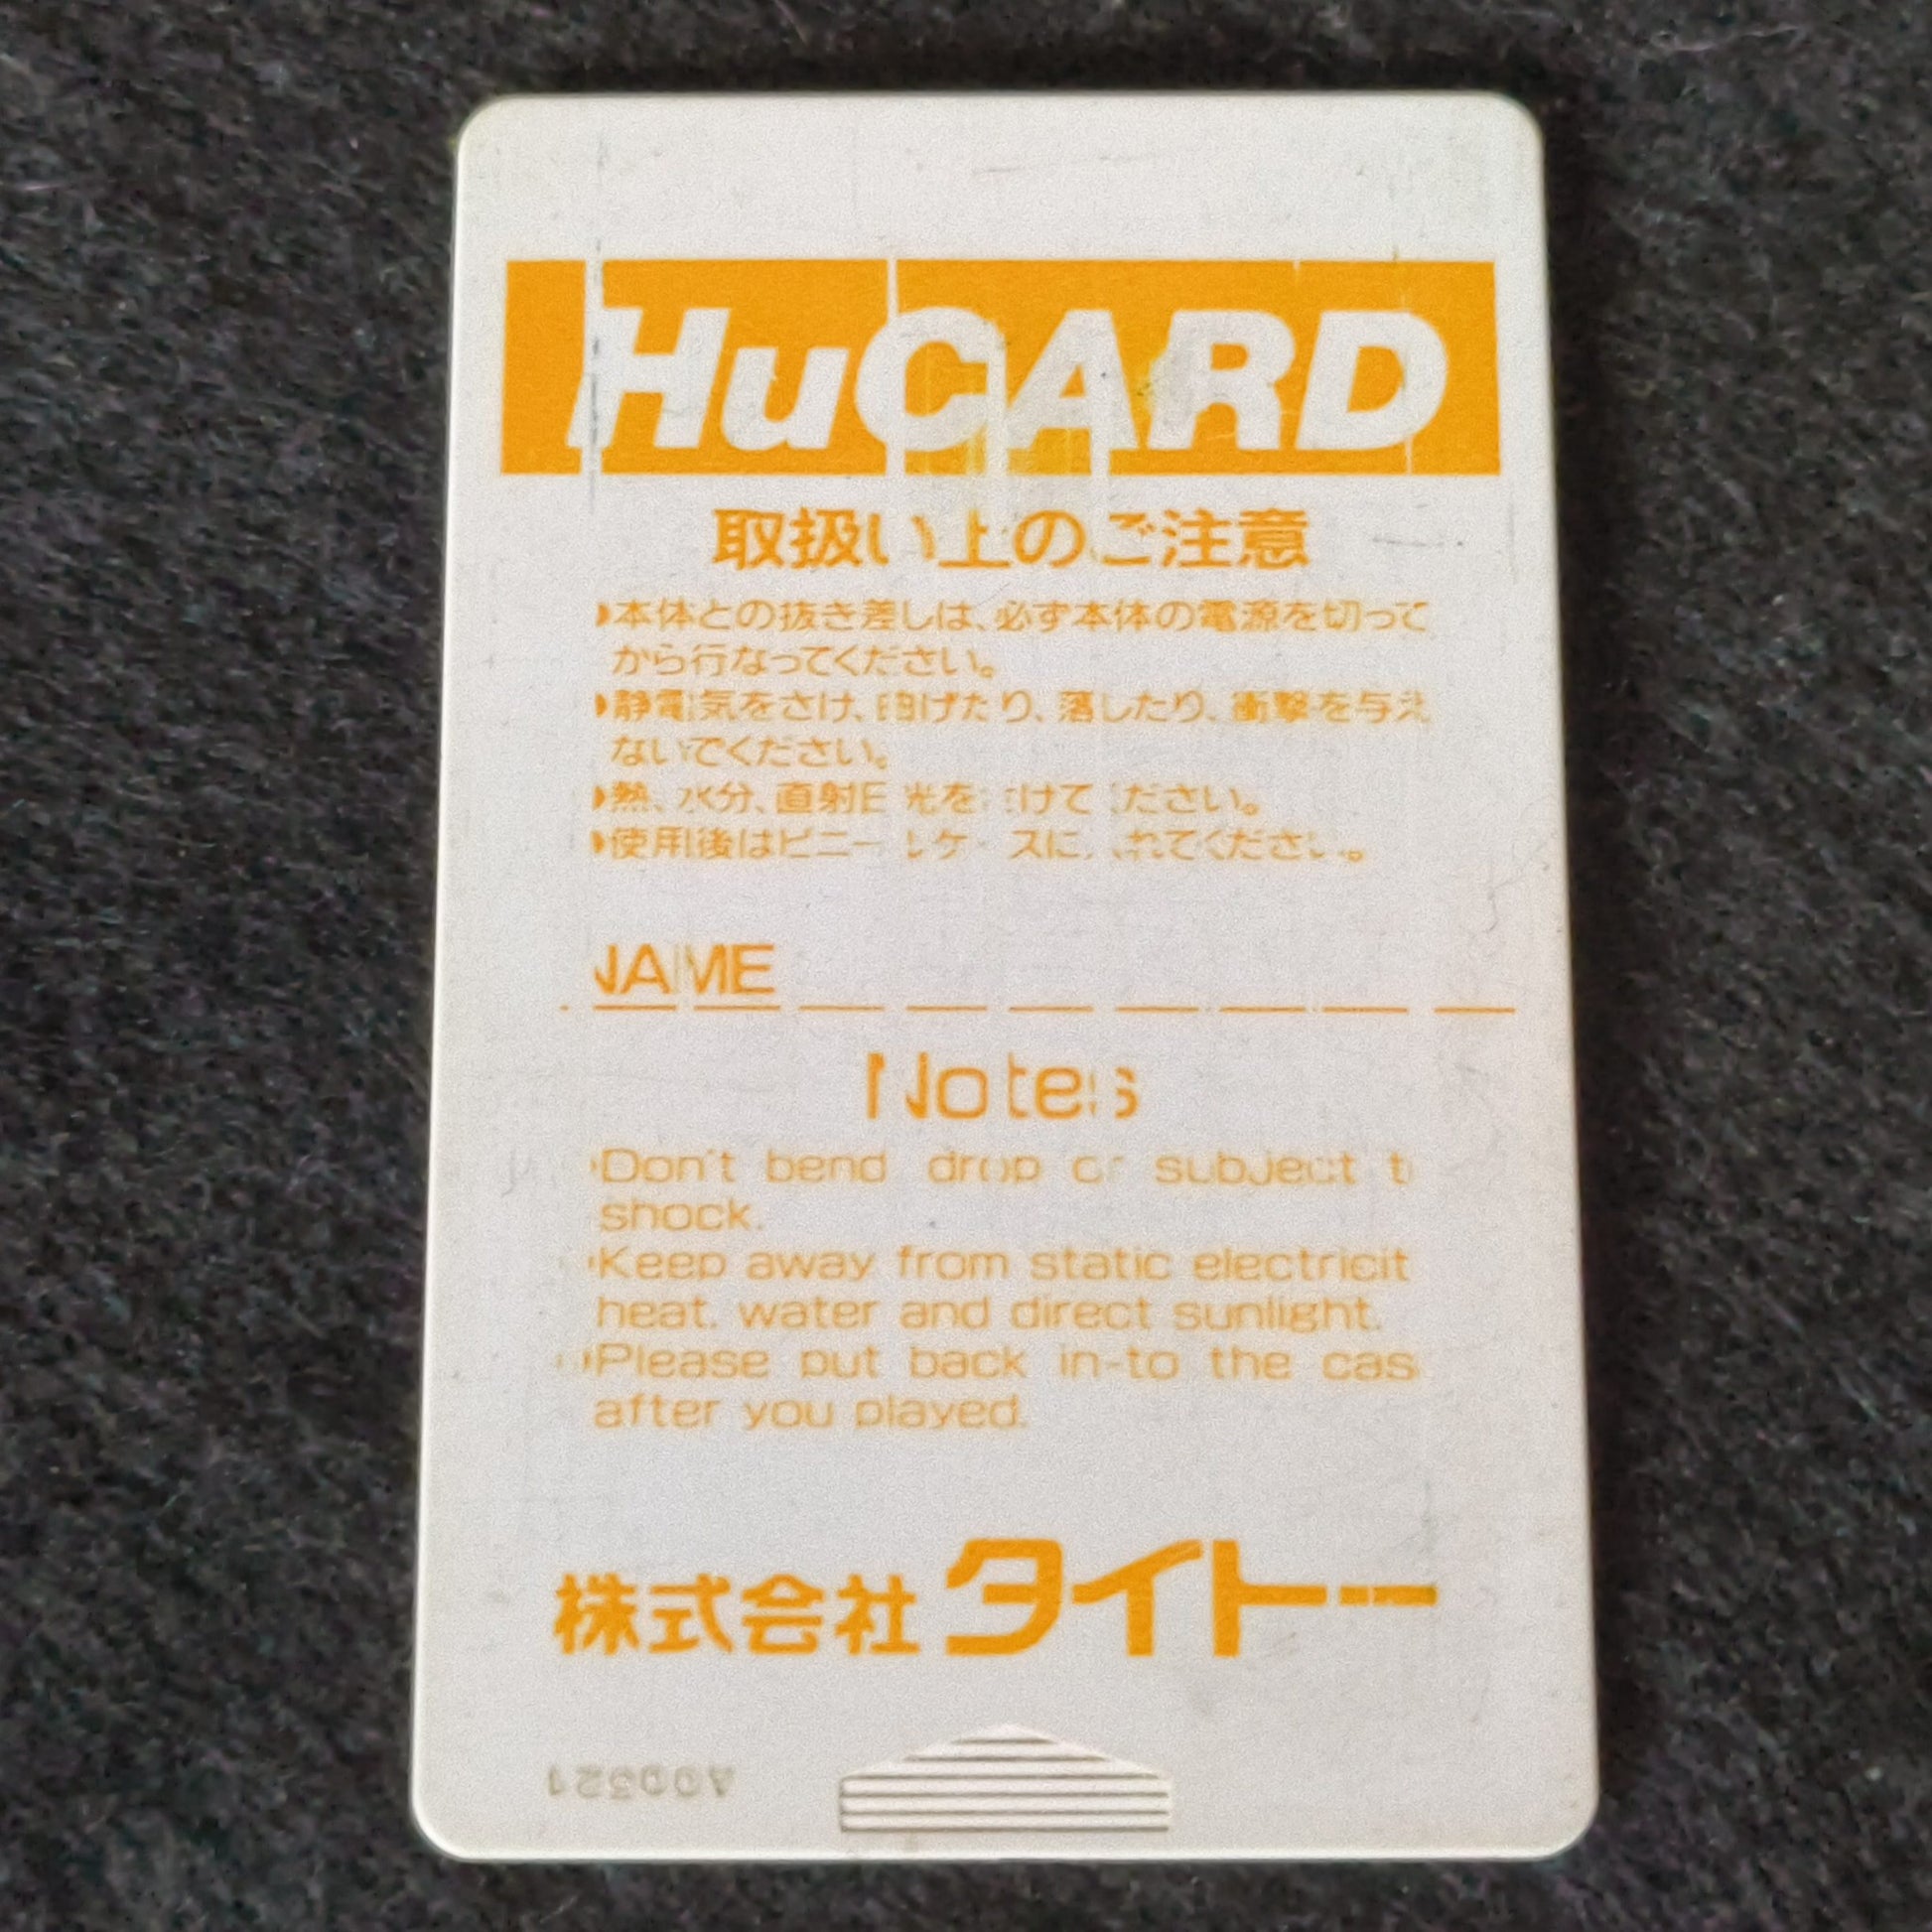 HuCARD
取扱い上のご注意
本体との抜き差しは、必ず本体の電源を切って
から行なってください。
静電気をさけ、曲げたり、落したり、衝撃を与え
ないでください。
熱、水分、直射日光をさけてください。
使用後はビニールケースに入れてください。
NAME
Notes
Don't bend drop or subject t
shock.
Keep away from static electricit
heat. water and direct sunlight.
Please put back in-to the cas
after you played.
株式会社タイトー